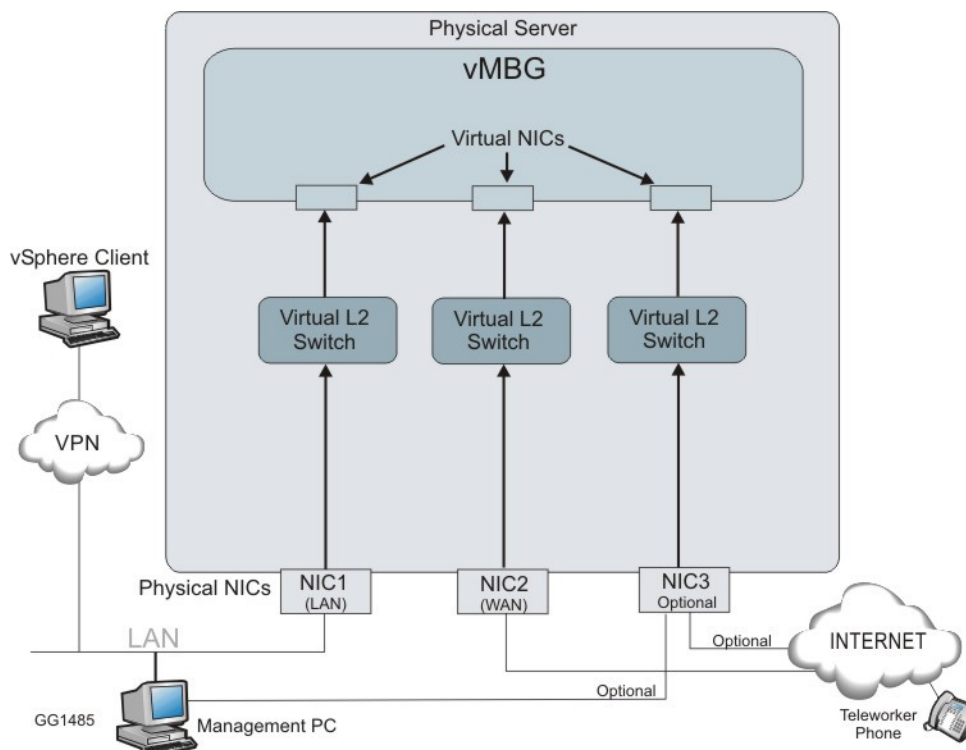 Physical Server
vMBG
Virtual NICs
vSphere Client
Virtual L2
Switch
Virtual L2
Switch
Virtual L2
Switch
VPN
Physical NICs
NIC1
(LAN)
NIC2
(WAN)
NIC3
Optional
LAN
Optional
INTERNET
Optional
GG1485
Management PC
Teleworker
Phone